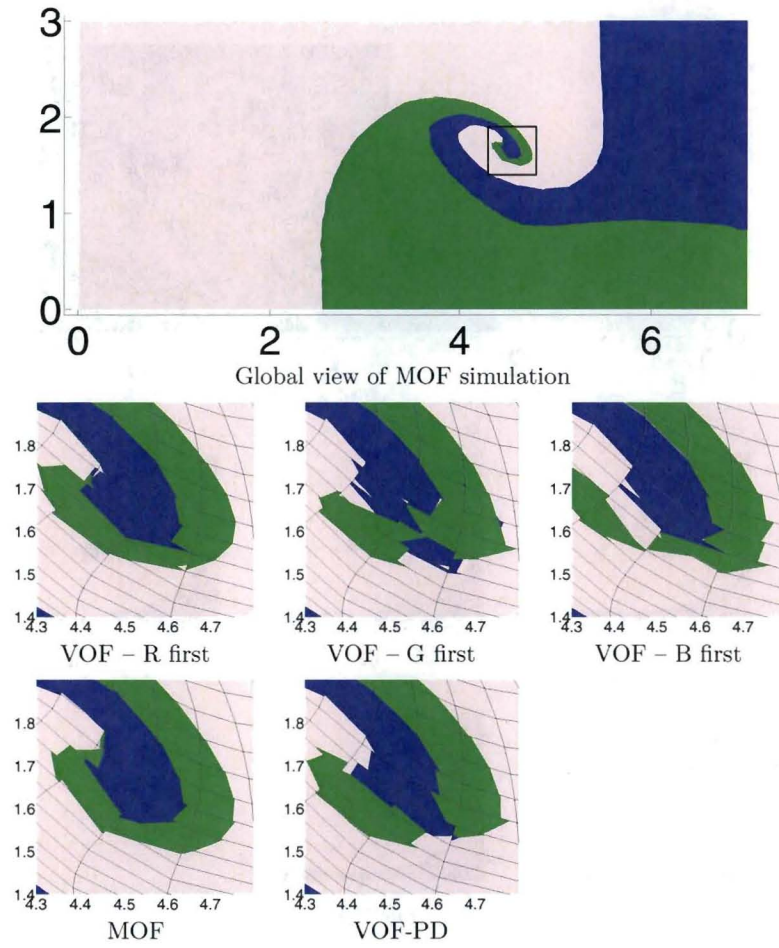 3
2
1
0
0 2 4 6
Global view of MOF simulation
1.8 1.8 1.8
1.7 1.7 1.7
1.6 1.6 1.6
1.5 1.5 1.5
1.4 1.4 1.4
4.3 4.4 4.5 4.6 4.7 4.3 4.4 4.5 4.6 4.7 4.3 4.4 4.5 4.6 4.7
VOF – R first VOF – G first VOF – B first
1.8 1.8
1.7 1.7
1.6 1.6
1.5 1.5
1.4 1.4
4.3 4.4 4.5 4.6 4.7 4.3 4.4 4.5 4.6 4.7
MOF VOF-PD